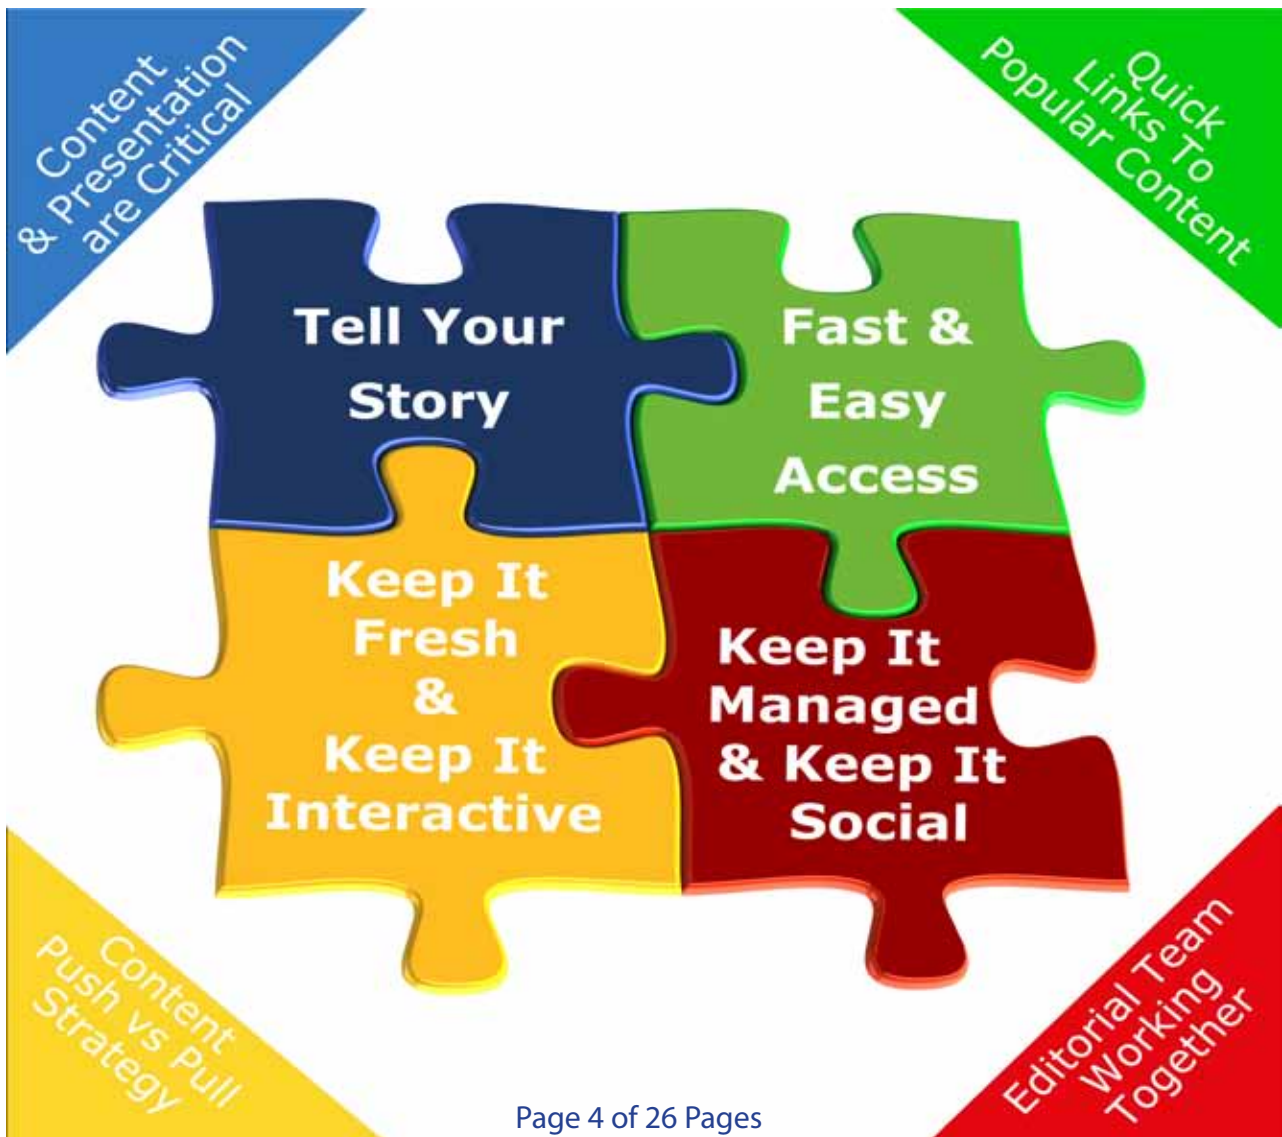 Content
& Presentation
are Critical
Quick
Links To
Popular Content
Tell Your
Story
Fast &
Easy
Access
Keep It
Fresh
&
Keep It
Interactive
Keep It
Managed
& Keep It
Social
Content
Push vs Pull
Strategy
Editorial Team
Working
Together
Page 4 of 26 Pages